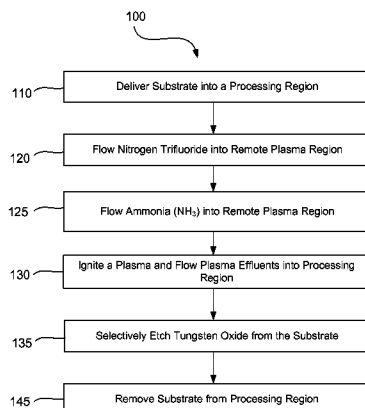 100
110
Deliver Substrate into a Processing Region
120
Flow Nitrogen Trifluoride into Remote Plasma Region
125
Flow Ammonia (NH₃) into Remote Plasma Region
130
Ignite a Plasma and Flow Plasma Effluents into Processing
Region
135
Selectively Etch Tungsten Oxide from the Substrate
145
Remove Substrate from Processing Region